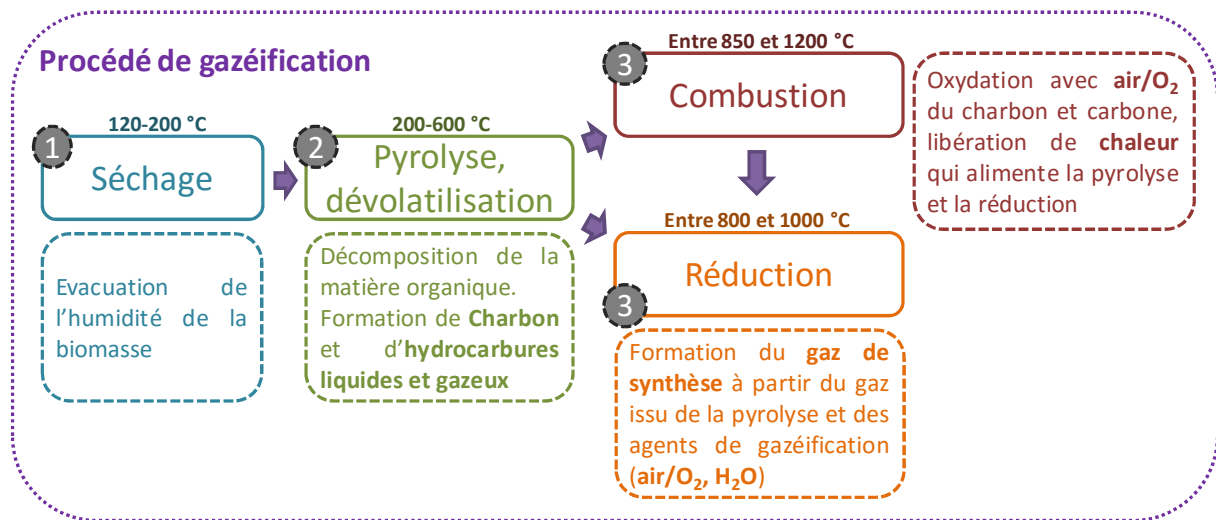 Procédé de gazéification
120-200 °C
1
Séchage
Evacuation de
l'humidité de la
biomasse
200-600 °C
2
Pyrolyse,
dévolatilisation
Décomposition de la
matière organique.
Formation de Charbon
et d'hydrocarbures
liquides et gazeux
Entre 850 et 1200 °C
3
Combustion
Oxydation avec air/O₂
du charbon et carbone,
libération de chaleur
qui alimente la pyrolyse
et la réduction
Entre 800 et 1000 °C
Réduction
3
Formation du gaz de
synthèse à partir du gaz
issu de la pyrolyse et des
agents de gazéification
(air/O₂, H₂O)